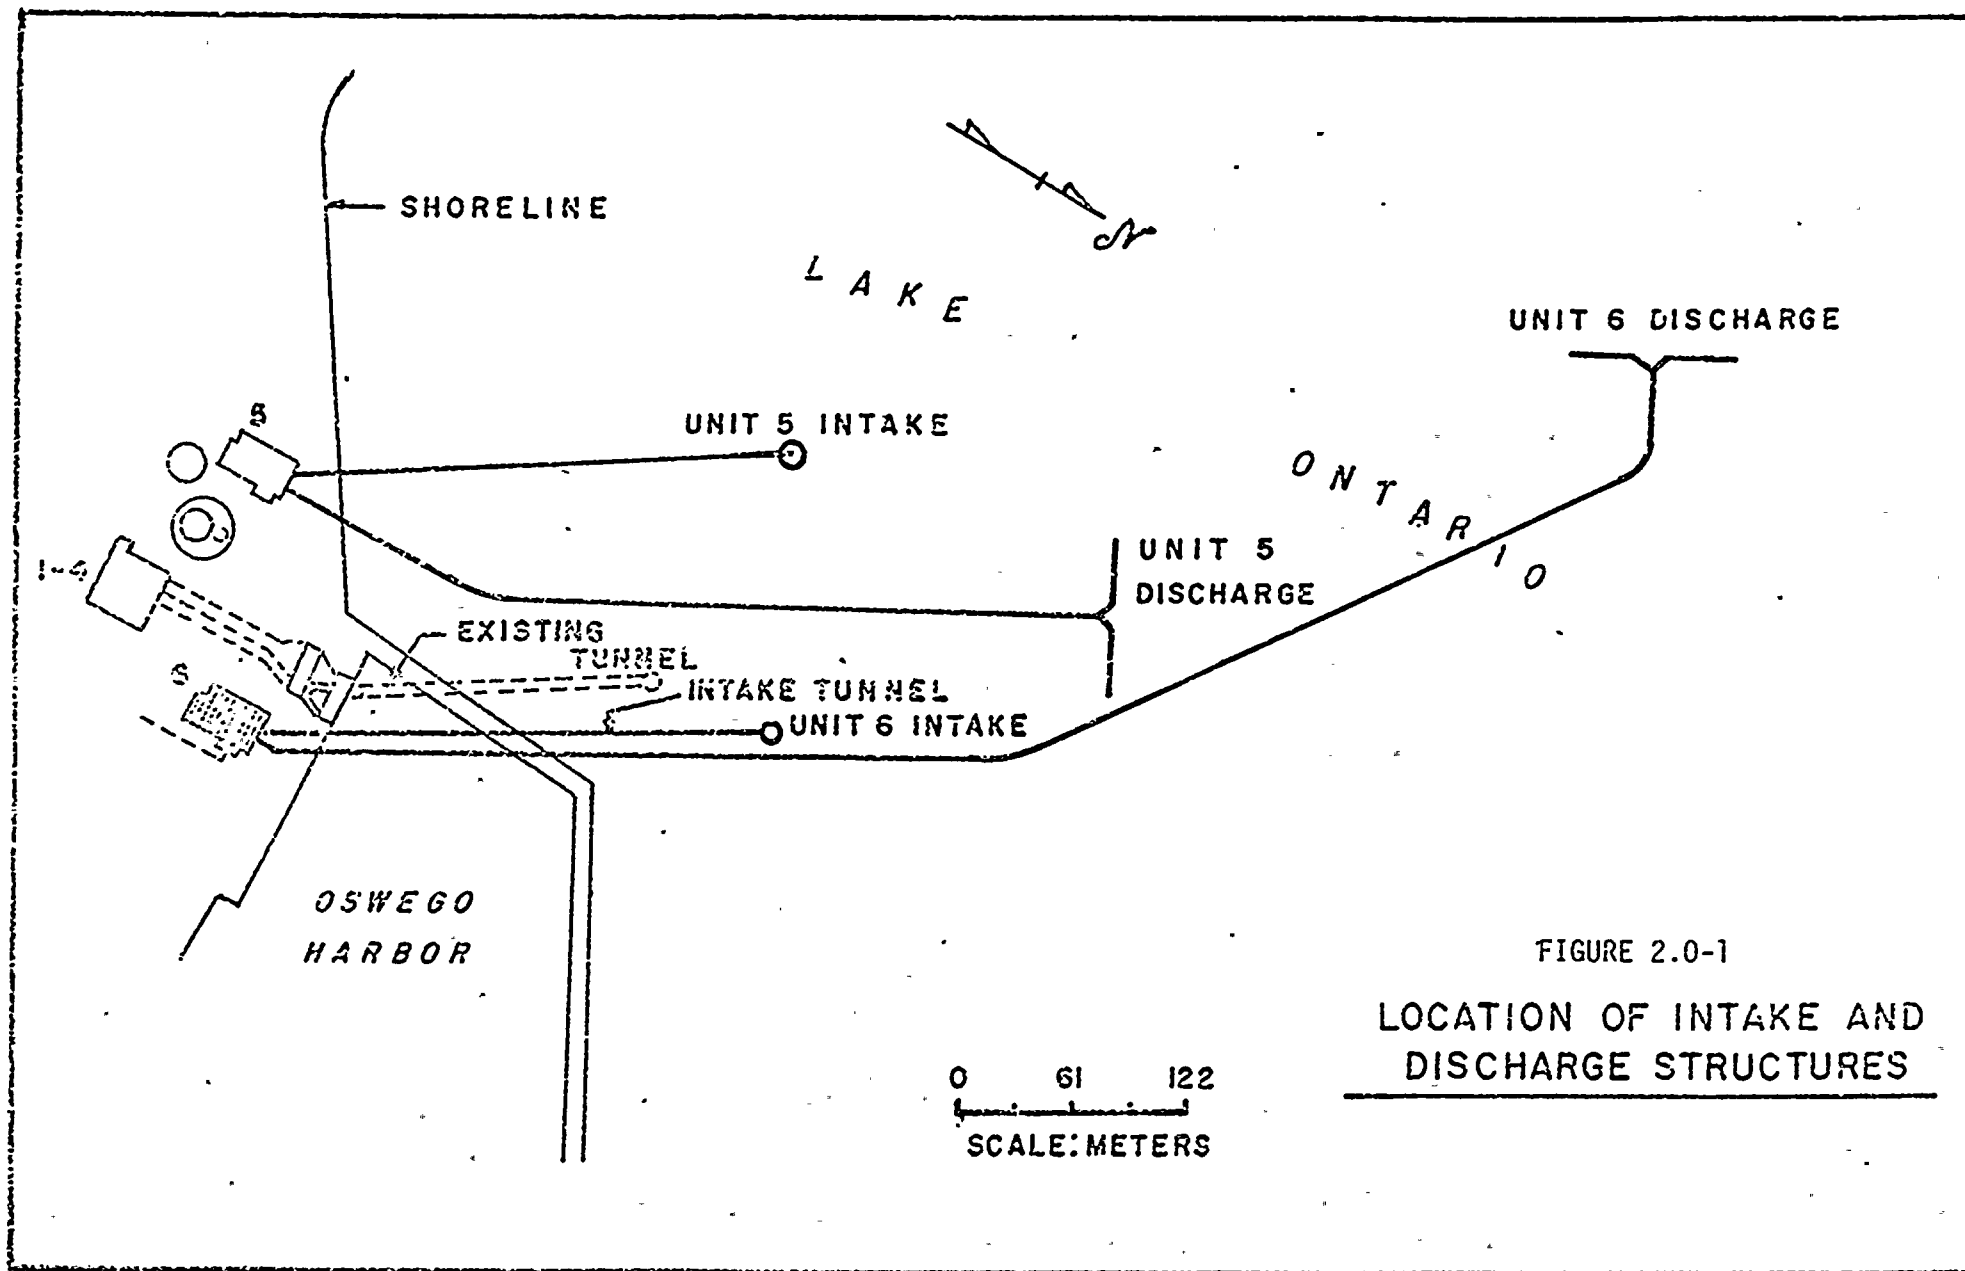 SHORELINE
N
LAKE
UNIT 6 DISCHARGE
5
UNIT 5 INTAKE
ONTARIO
1-4
UNIT 5
DISCHARGE
EXISTING
TUNNEL
6
INTAKE TUNNEL
UNIT 6 INTAKE
OSWEGO
HARBOR
FIGURE 2.0-1
LOCATION OF INTAKE AND
DISCHARGE STRUCTURES
0 61 122
SCALE: METERS